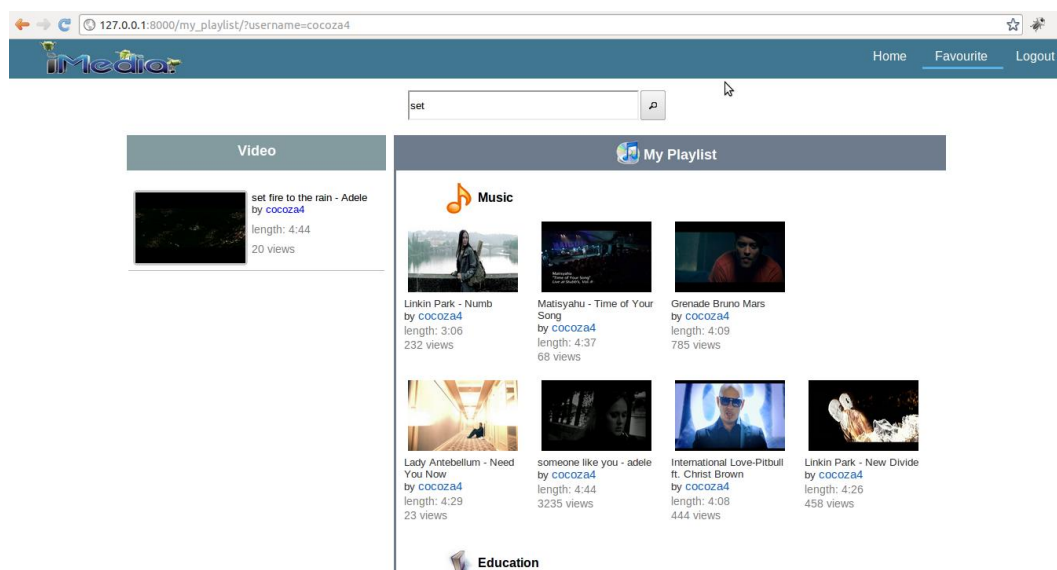 127.0.0.1:8000/my_playlist/?username=cocoza4
iMedia
Home Favourite Logout
set
Video
set fire to the rain - Adele
by cocoza4
length: 4:44
20 views
My Playlist
Music
Linkin Park - Numb
by cocoza4
length: 3:06
232 views
Matisyahu - Time of Your
Song
by cocoza4
length: 4:37
68 views
Grenade Bruno Mars
by cocoza4
length: 4:09
785 views
Lady Antebellum - Need
You Now
by cocoza4
length: 4:29
23 views
someone like you - adele
by cocoza4
length: 4:44
3235 views
International Love-Pitbull
ft. Christ Brown
by cocoza4
length: 4:08
444 views
Linkin Park - New Divide
by cocoza4
length: 4:26
458 views
Education